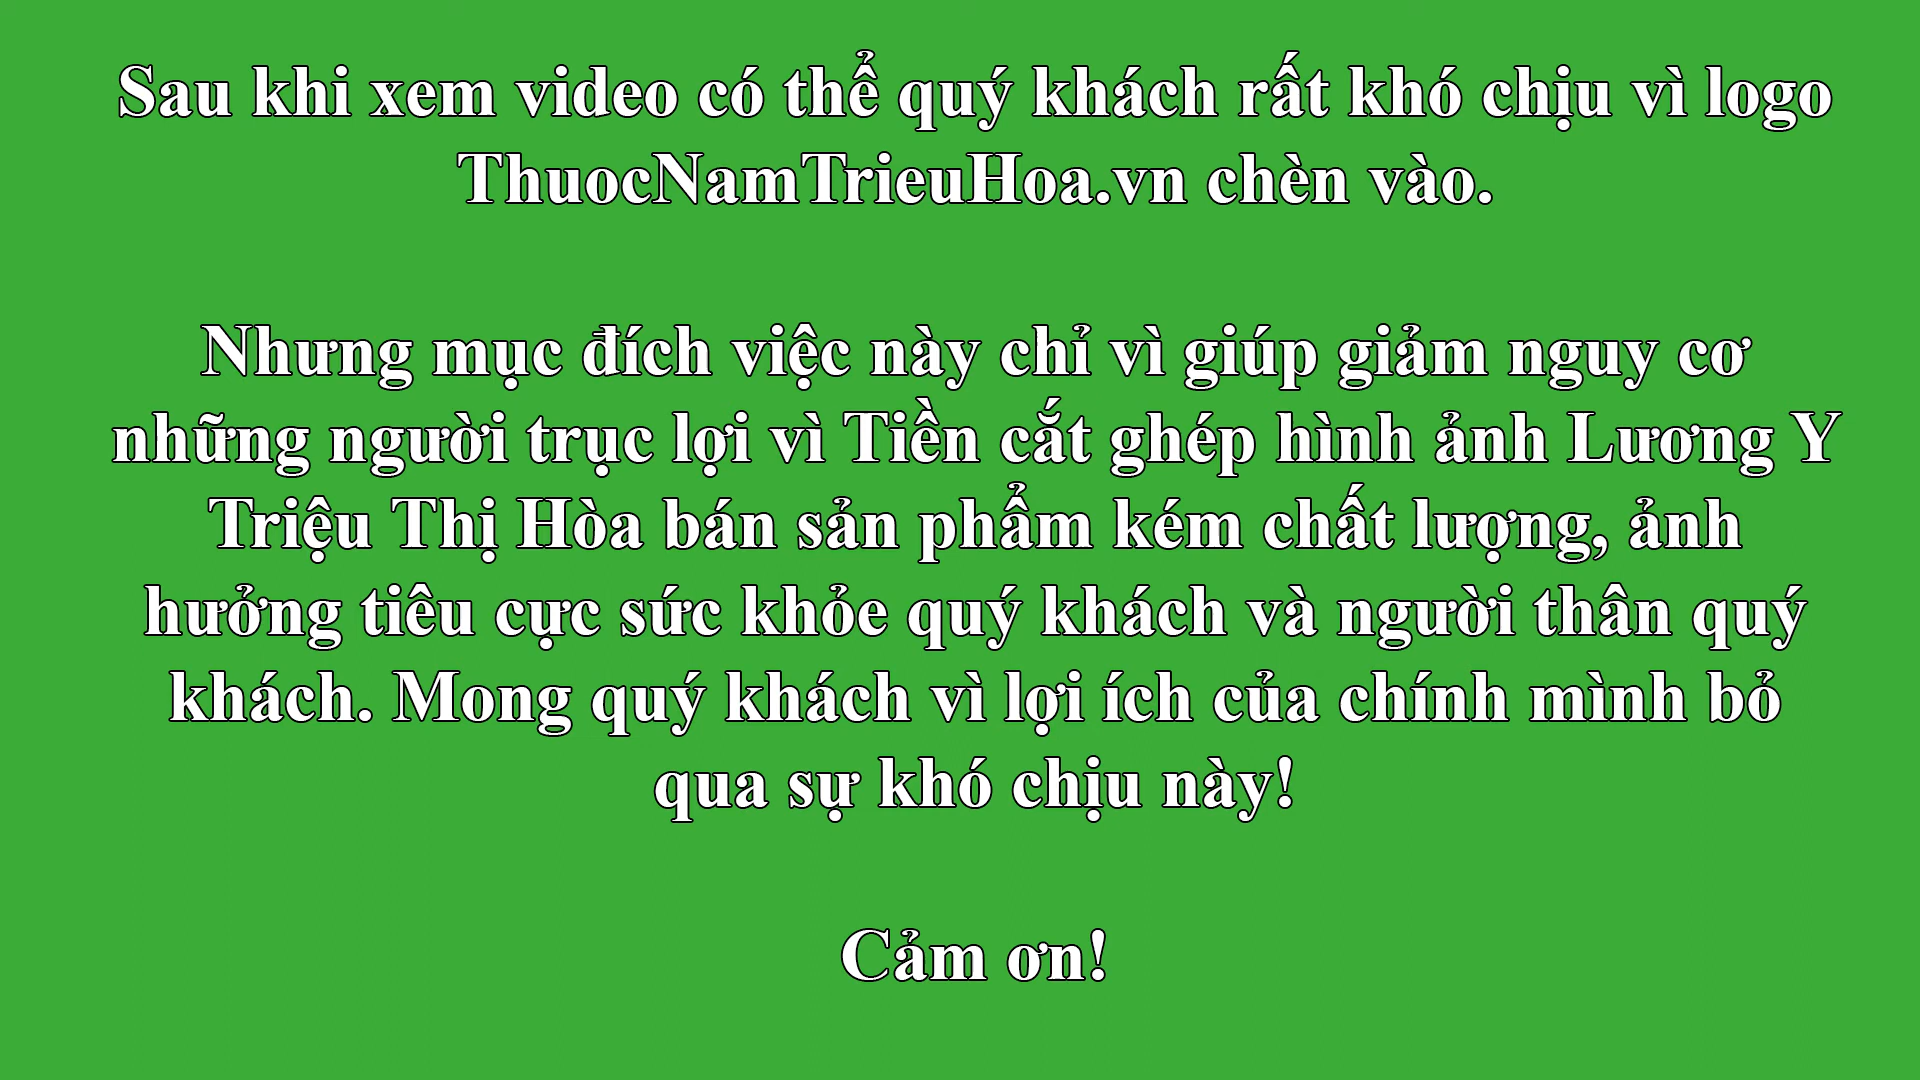 Sau khi xem video có thể quý khách rất khó chịu vì logo
ThuocNamTrieuHoa.vn chèn vào.
Nhưng mục đích việc này chỉ vì giúp giảm nguy cơ
những người trục lợi vì Tiền cắt ghép hình ảnh Lương Y
Triệu Thị Hòa bán sản phẩm kém chất lượng, ảnh
hưởng tiêu cực sức khỏe quý khách và người thân quý
khách. Mong quý khách vì lợi ích của chính mình bỏ
qua sự khó chịu này!
Cảm ơn!